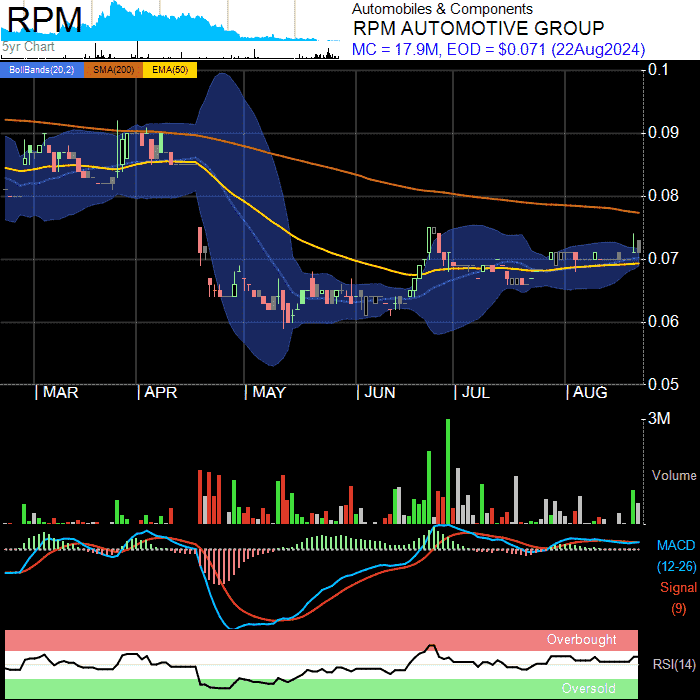 RPM
5yr Chart
Automobiles & Components
RPM AUTOMOTIVE GROUP
MC = 17.9M, EOD = $0.071 (22Aug2024)
BollBands(20,2) SMA(200) EMA(50)
0.1
0.09
0.08
0.07
0.06
0.05
MAR APR MAY JUN JUL AUG
3M
Volume
MACD
(12-26)
Signal
(9)
Overbought
RSI(14)
Oversold